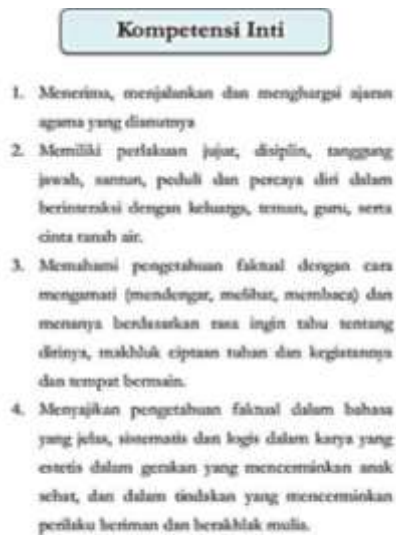 Kompetensi Inti
1. Menerima, menjalankan dan menghargai ajaran
agama yang dianutnya
2. Memiliki perlakuan jujur, disiplin, tanggung
jawab, santun, peduli dan percaya diri dalam
berinteraksi dengan keluarga, teman, guru, serta
cinta tanah air.
3. Memahami pengetahuan faktual dengan cara
mengamati (mendengar, melihat, membaca) dan
menanya berdasarkan rasa ingin tahu tentang
dirinya, makhluk ciptaan tuhan dan kegiatannya
dan tempat bermain.
4. Menyajikan pengetahuan faktual dalam bahasa
yang jelas, sistematis dan logis dalam karya yang
estetis dalam gerakan yang mencerminkan anak
sehat, dan dalam tindakan yang mencerminkan
perilaku beriman dan berakhlak mulia.